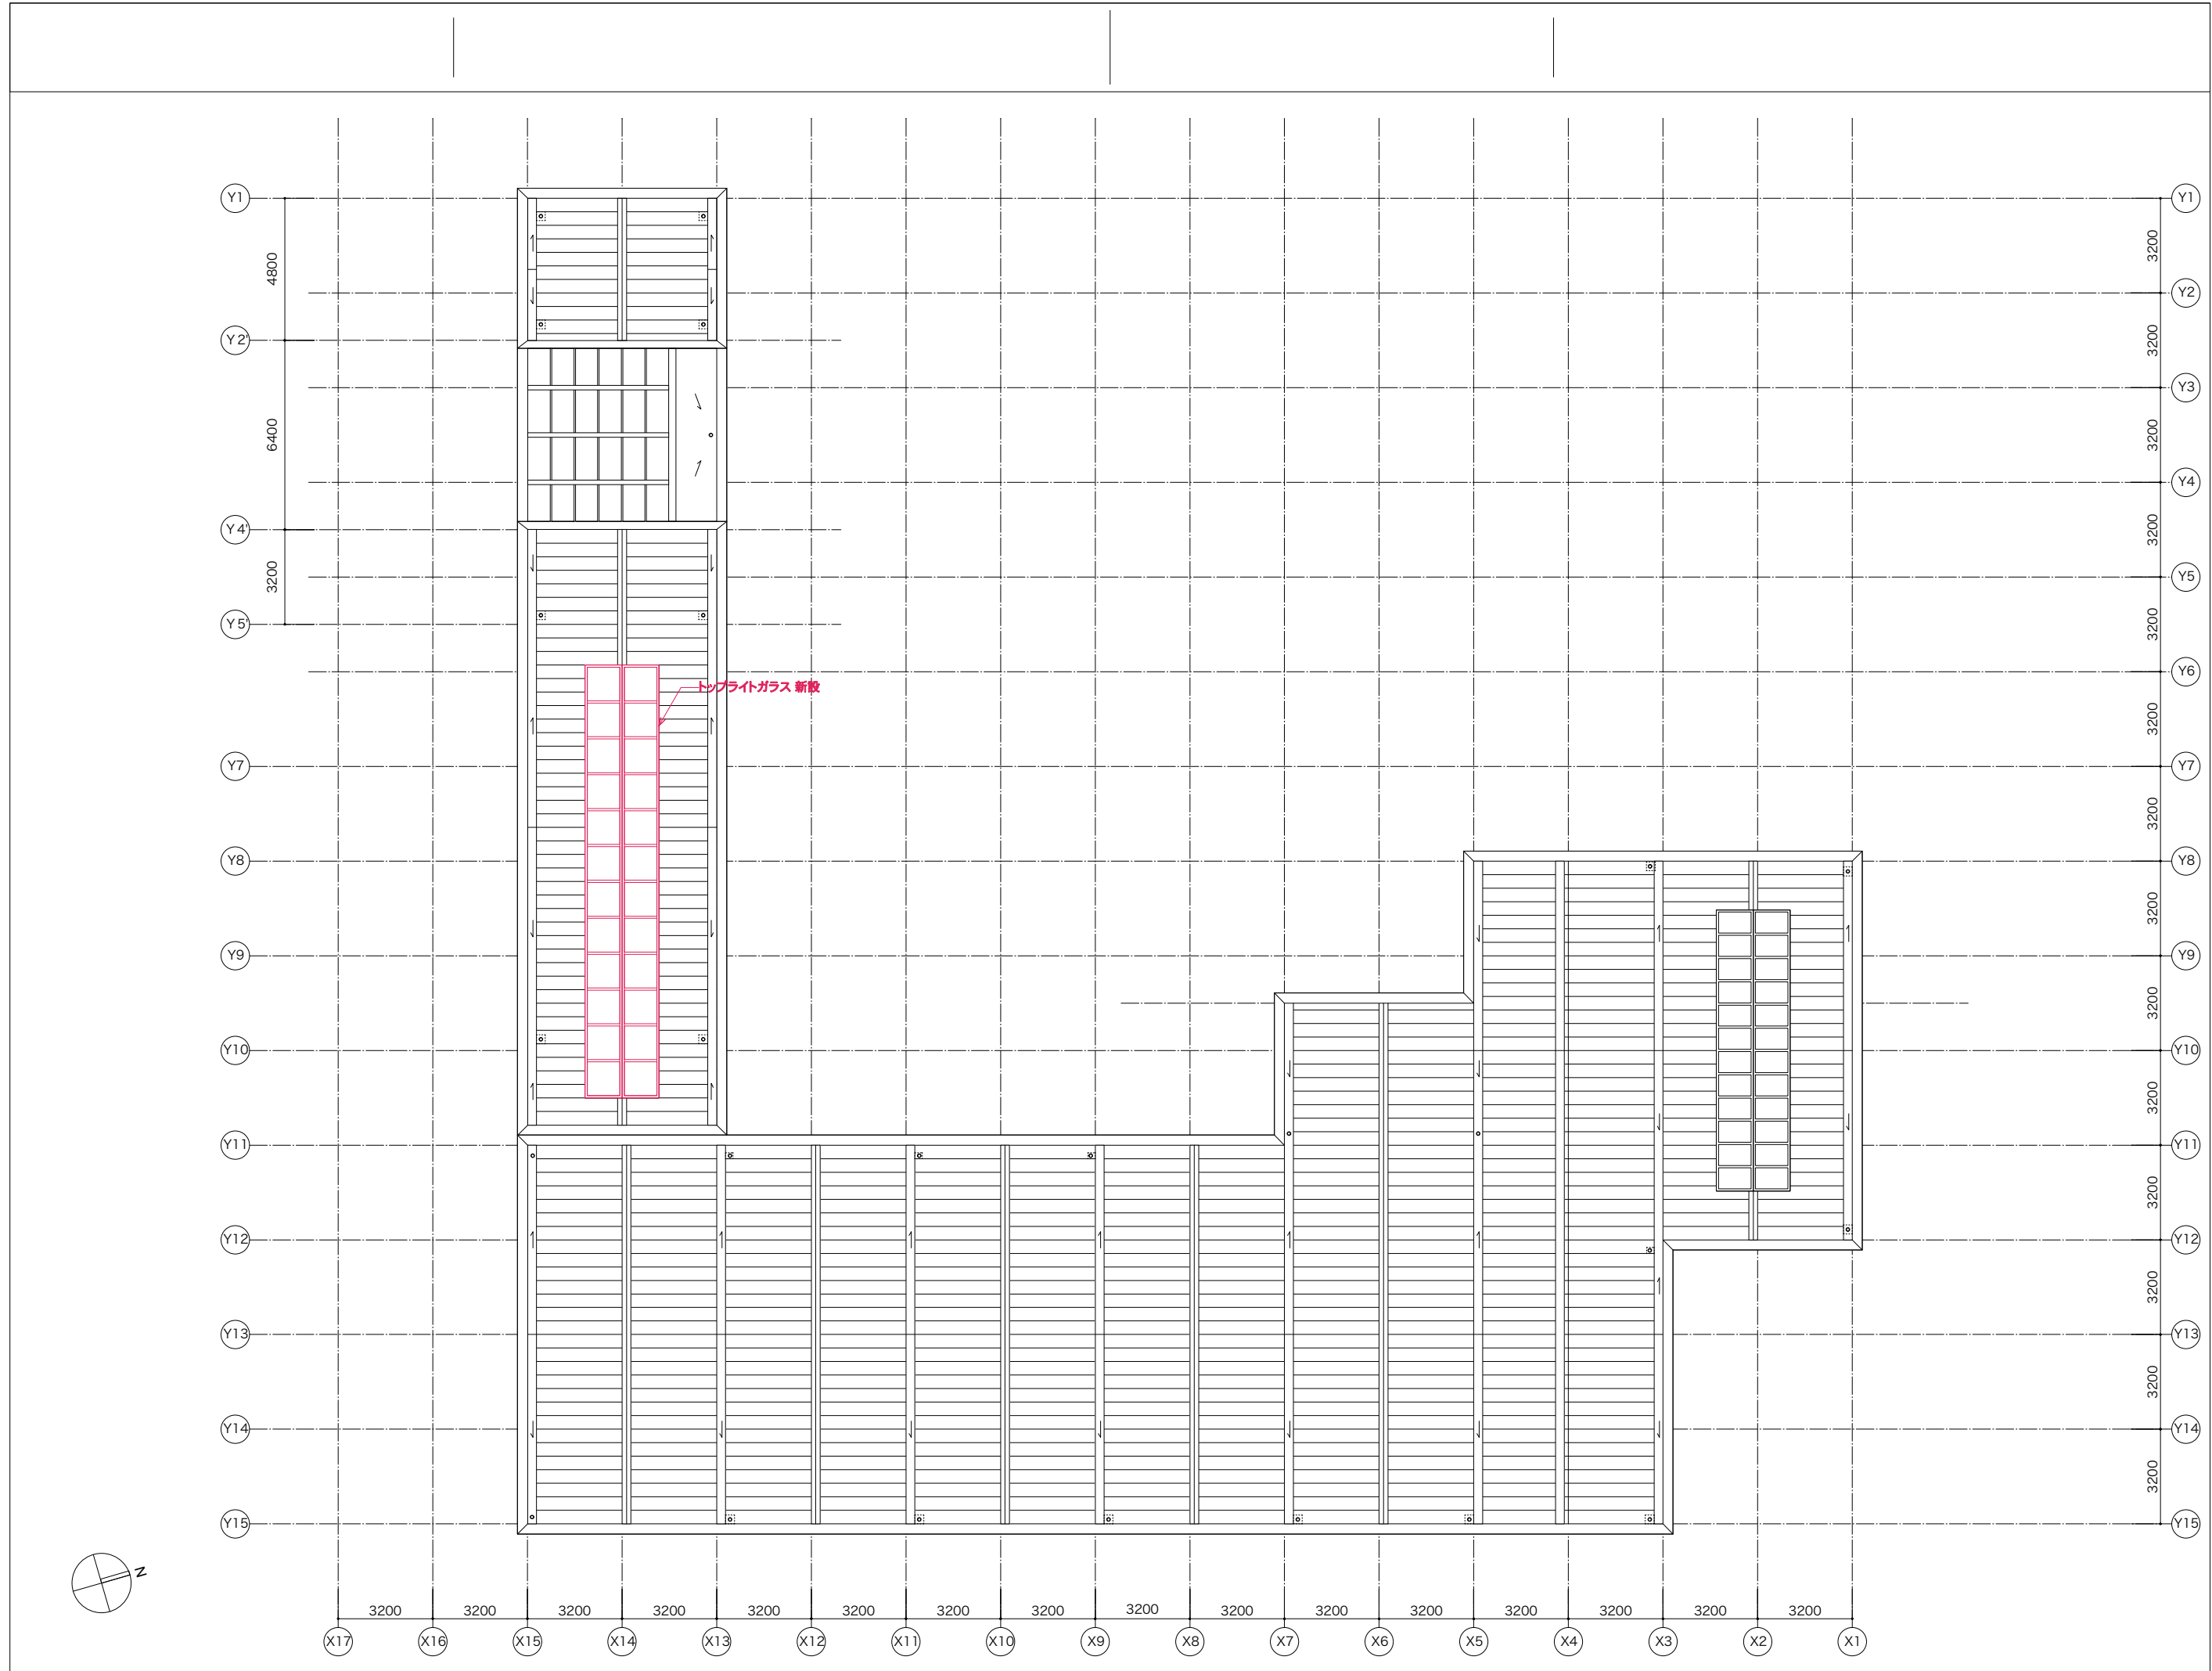 Y1
Y1
4800
3200
Y2
Y2'
3200
Y3
6400
3200
Y4
Y4'
3200
3200
Y5
Y5'
3200
Y6
トップライトガラス 新設
3200
Y7
Y7
3200
Y8
Y8
3200
Y9
Y9
3200
Y10
Y10
3200
Y11
Y11
3200
Y12
Y12
3200
Y13
Y13
3200
Y14
Y14
3200
Y15
Y15
N
3200 3200 3200 3200 3200 3200 3200 3200 3200 3200 3200 3200 3200 3200 3200 3200
X17 X16 X15 X14 X13 X12 X11 X10 X9 X8 X7 X6 X5 X4 X3 X2 X1